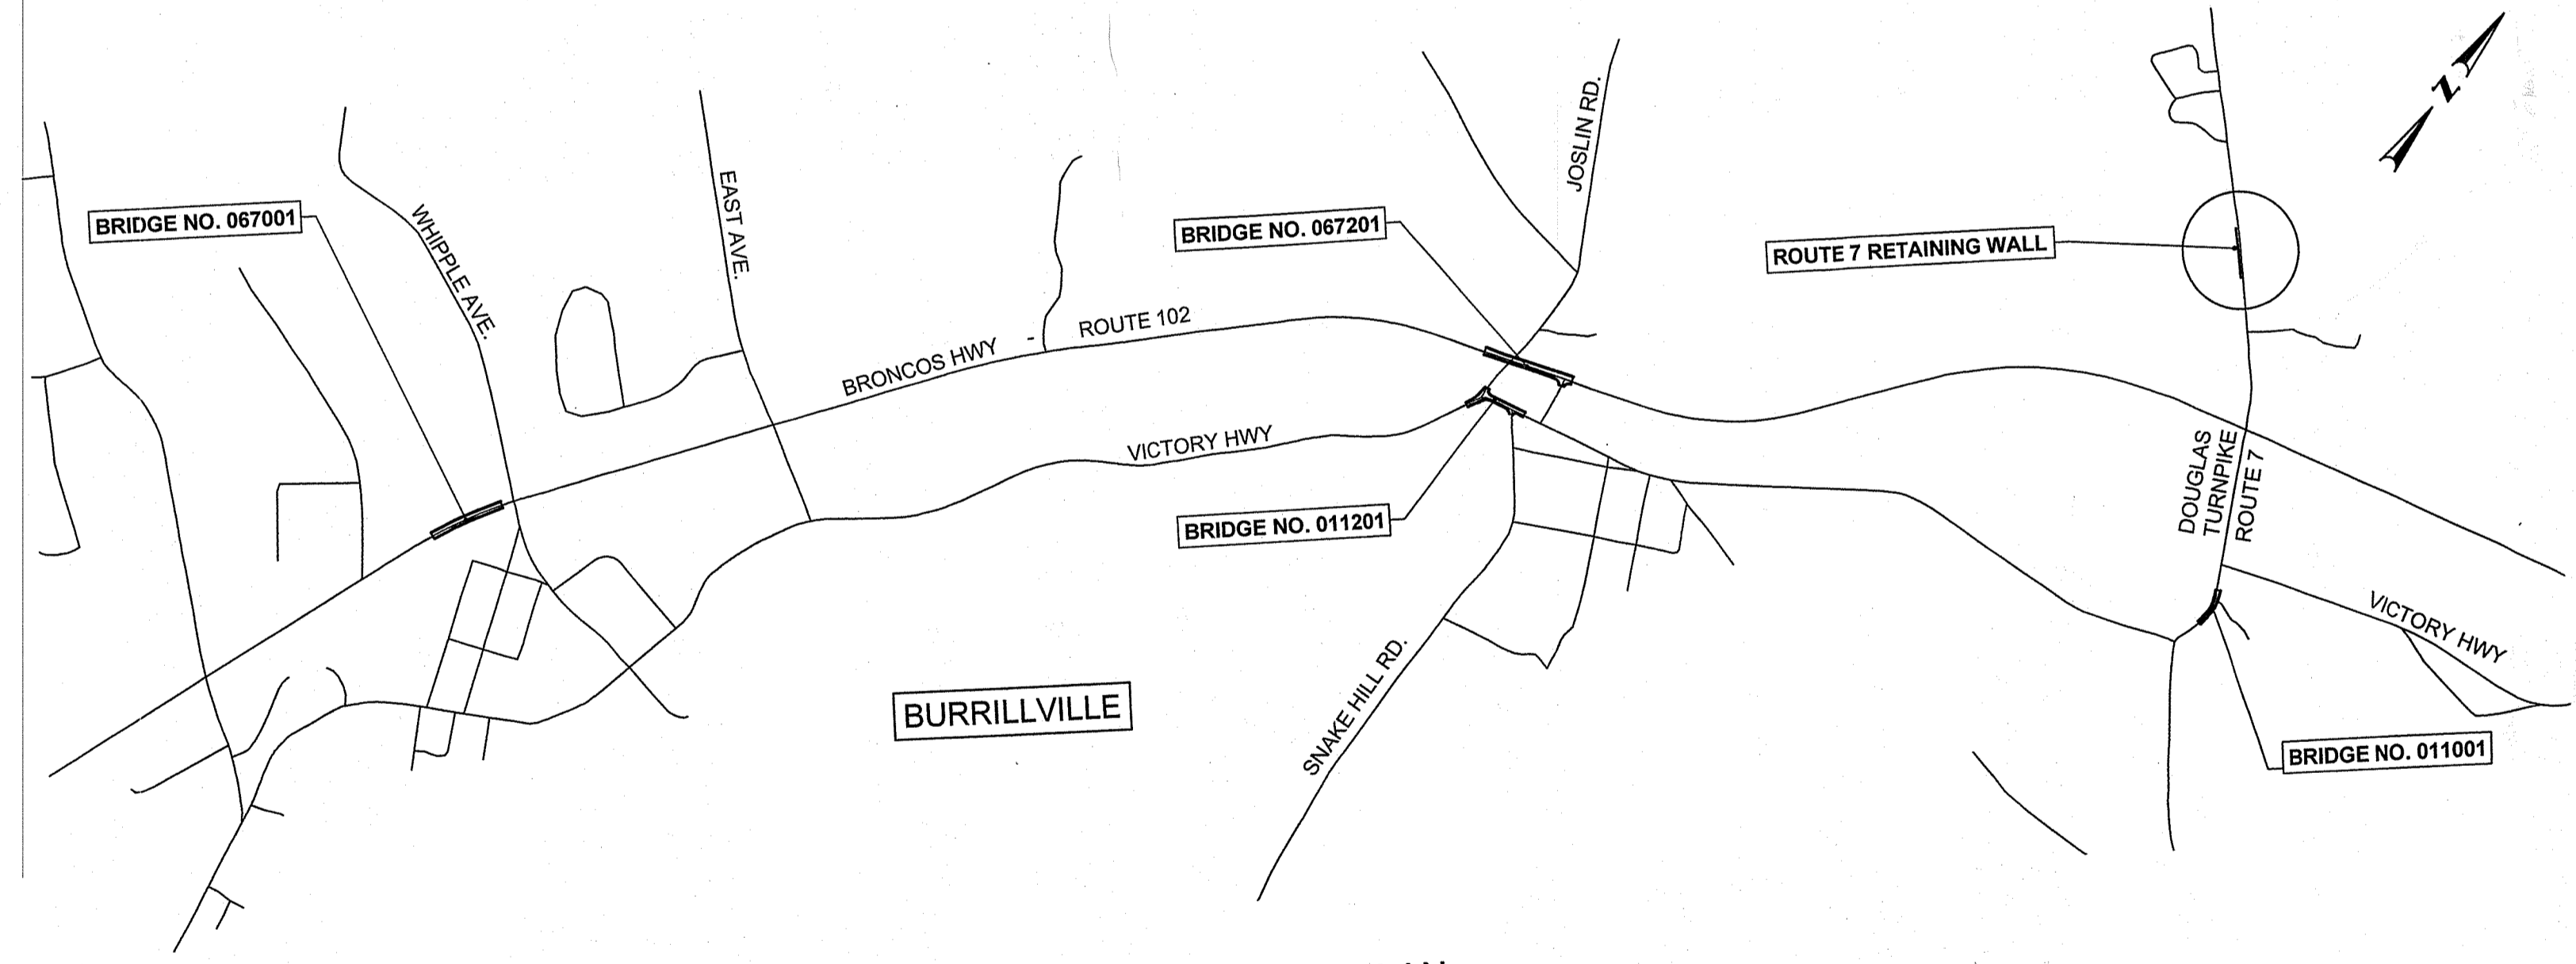 N
JOSLIN RD.
EAST AVE.
WHIPPLE AVE.
BRIDGE NO. 067001
BRIDGE NO. 067201
ROUTE 7 RETAINING WALL
BRONCOS HWY - ROUTE 102
VICTORY HWY
DOUGLAS
TURNPIKE
ROUTE 7
BRIDGE NO. 011201
VICTORY HWY
SNAKE HILL RD.
BURRILLVILLE
BRIDGE NO. 011001